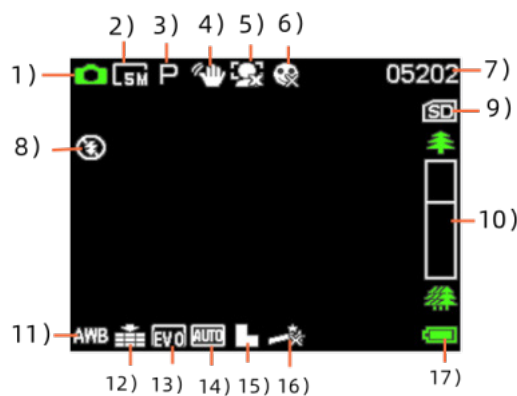 1) 2) 3) 4) 5) 6) 7)
5M P 05202
SD 9)
8)
10)
11) AWB EV0 AUTO
12) 13) 14) 15) 16) 17)